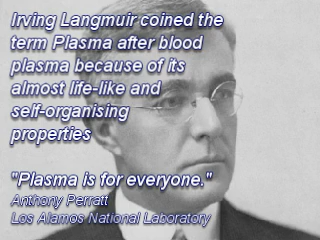 Irving Langmuir coined the
term Plasma after blood
plasma because of its
almost life-like and
self-organising
properties
"Plasma is for everyone."
Anthony Perratt
Los Alamos National Laboratory